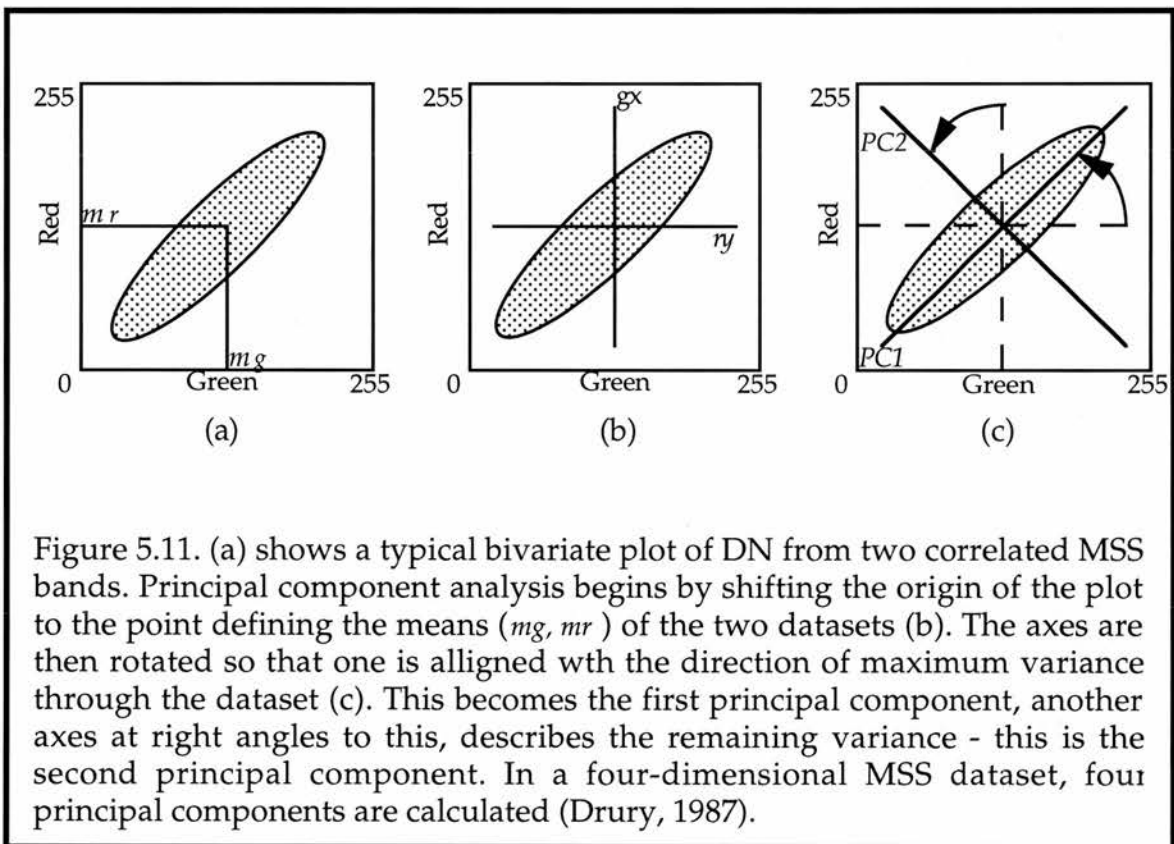 255
Red
m r
m g
0
Green
255
(a)
255
Red
gx
ry
0
Green
255
(b)
255
Red
PC2
PC1
0
Green
255
(c)
Figure 5.11. (a) shows a typical bivariate plot of DN from two correlated MSS
bands. Principal component analysis begins by shifting the origin of the plot
to the point defining the means (mg, mr ) of the two datasets (b). The axes are
then rotated so that one is alligned wth the direction of maximum variance
through the dataset (c). This becomes the first principal component, another
axes at right angles to this, describes the remaining variance - this is the
second principal component. In a four-dimensional MSS dataset, four
principal components are calculated (Drury, 1987).